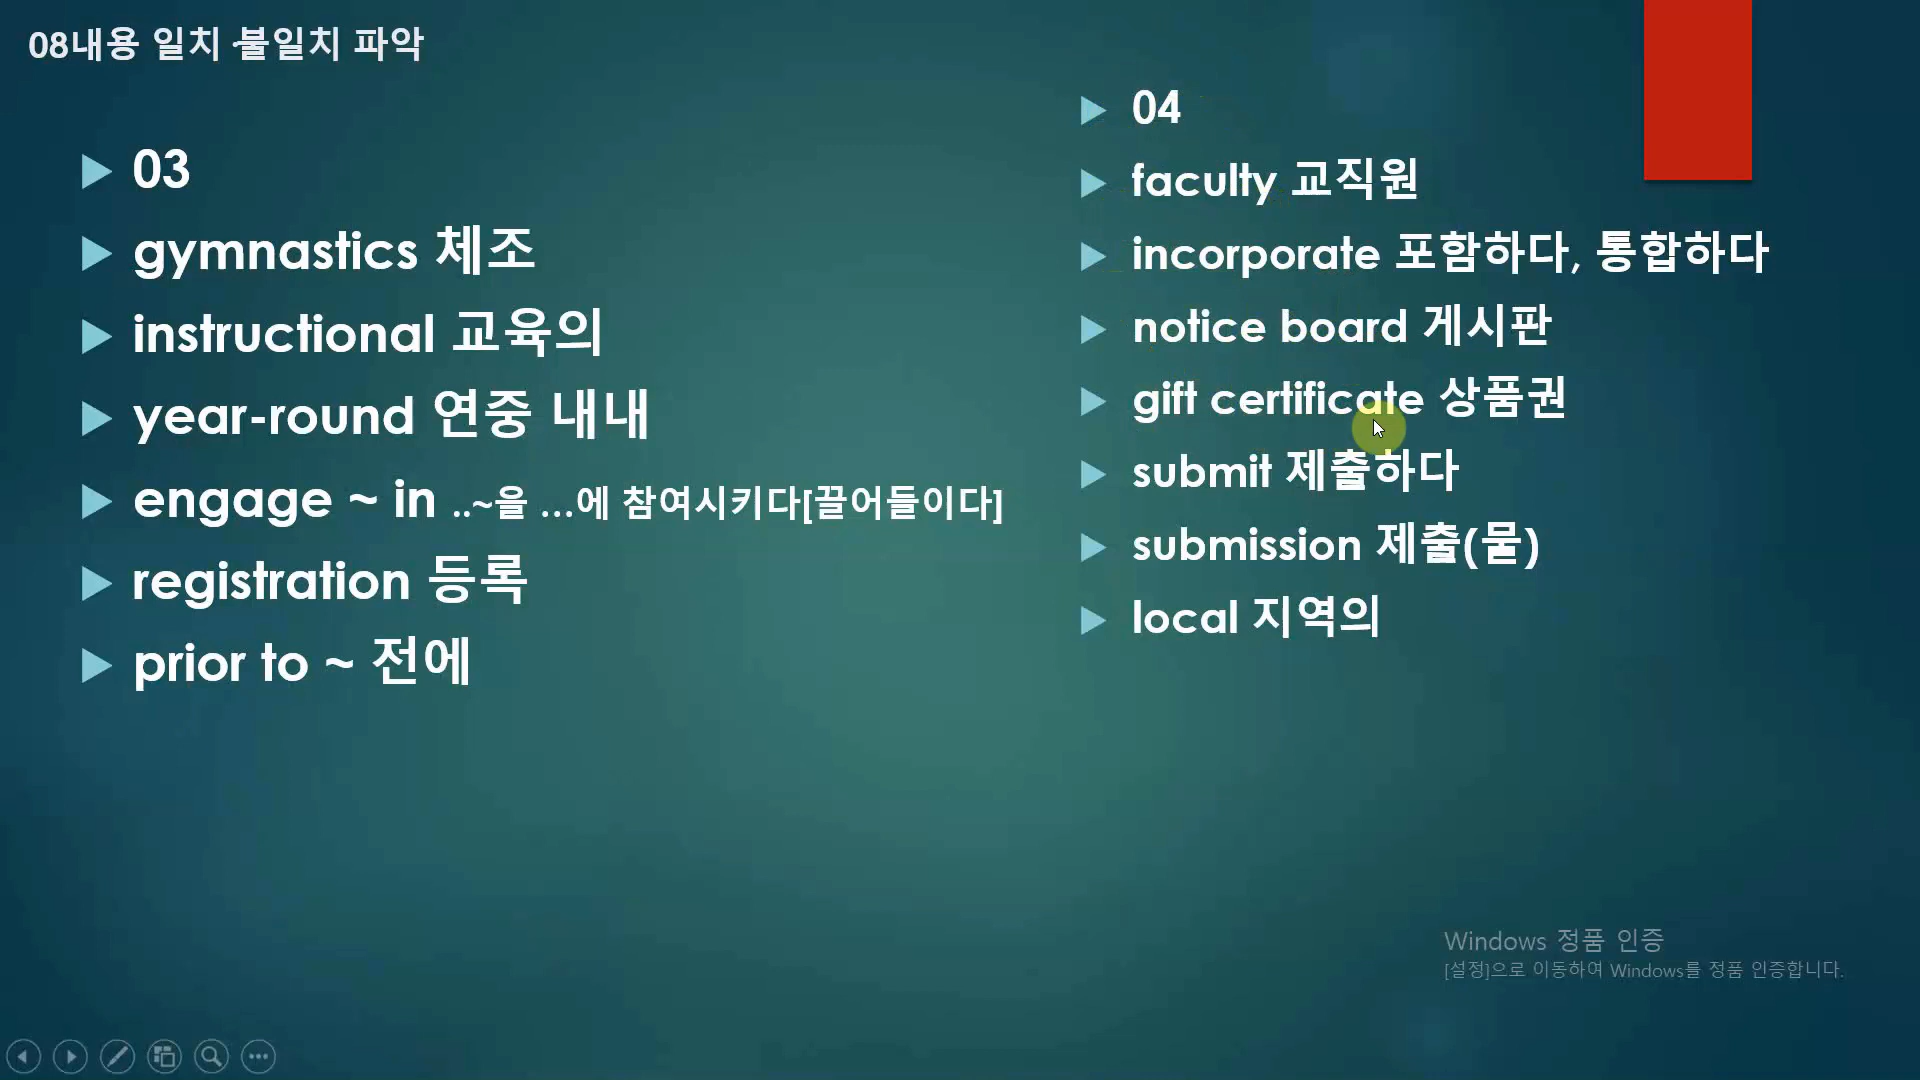 08내용 일치·불일치 파악
03
gymnastics 체조
instructional 교육의
year-round 연중 내내
engage ~ in ..~을 …에 참여시키다[끌어들이다]
registration 등록
prior to ~ 전에
04
faculty 교직원
incorporate 포함하다, 통합하다
notice board 게시판
gift certificate 상품권
submit 제출하다
submission 제출(물)
local 지역의
Windows 정품 인증
[설정]으로 이동하여 Windows를 정품 인증합니다.